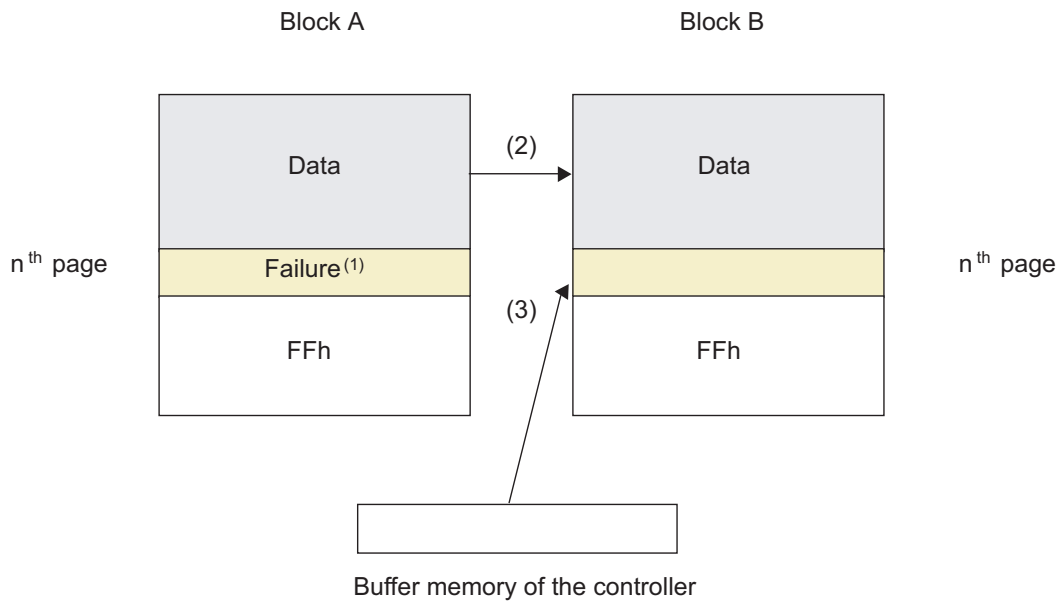 Block A
Block B
Data
(2)
Data
n th page
Failure (1)
n th page
(3)
FFh
FFh
Buffer memory of the controller